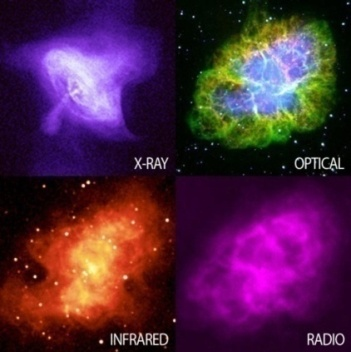 X-RAY
OPTICAL
INFRARED
RADIO